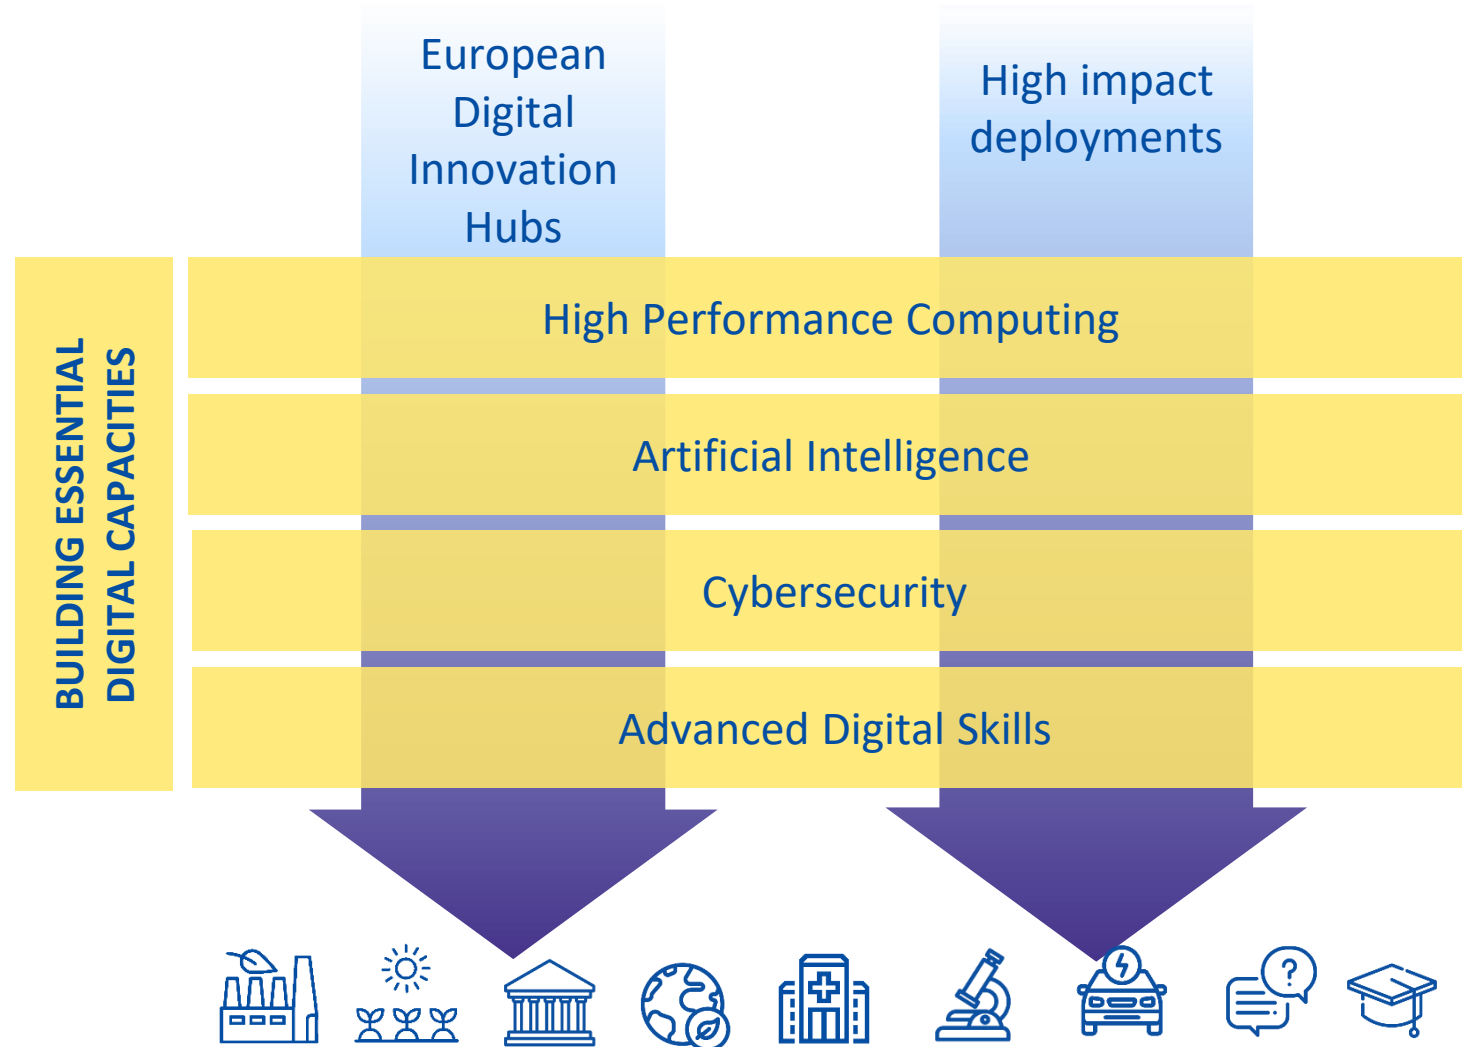 European
Digital
Innovation
Hubs
High impact
deployments
BUILDING ESSENTIAL
DIGITAL CAPACITIES
High Performance Computing
Artificial Intelligence
Cybersecurity
Advanced Digital Skills
?